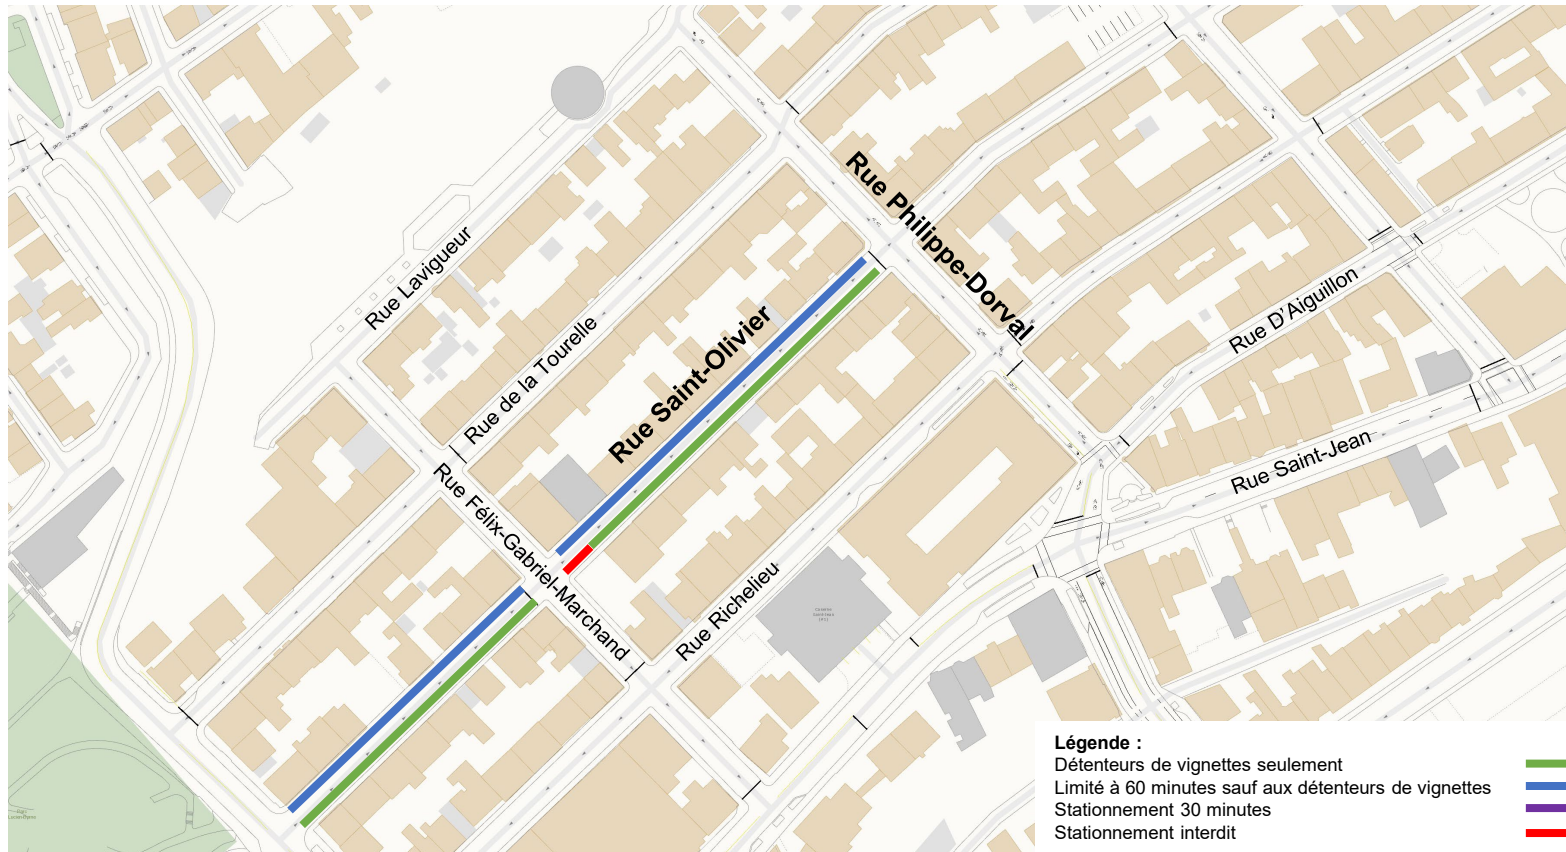 Rue Philippe-Dorval
Rue Lavigueur
Rue de la Tourelle
Rue Saint-Olivier
Rue D'Aiguillon
Rue Saint-Jean
Rue Félix-Gabriel-Marchand
Rue Richelieu
Légende :
Détenteurs de vignettes seulement
Limité à 60 minutes sauf aux détenteurs de vignettes
Stationnement 30 minutes
Stationnement interdit